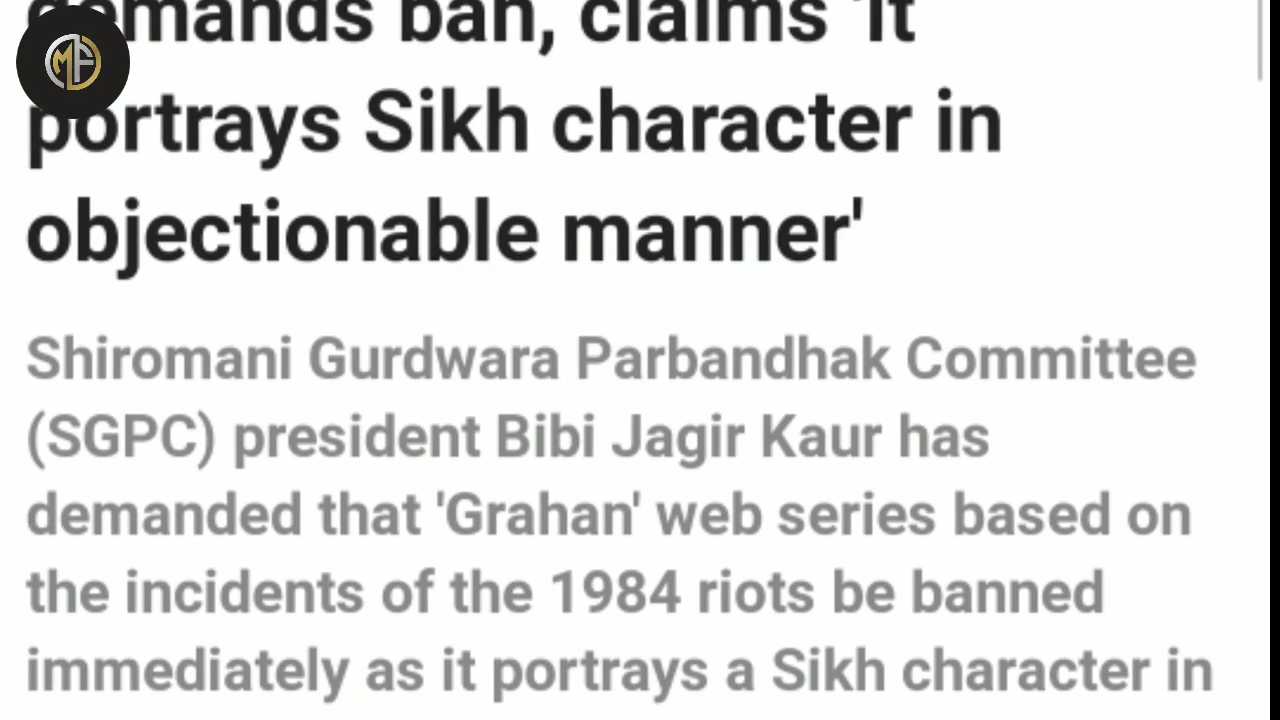 demands ban, claims 'It
portrays Sikh character in
objectionable manner'
Shiromani Gurdwara Parbandhak Committee
(SGPC) president Bibi Jagir Kaur has
demanded that 'Grahan' web series based on
the incidents of the 1984 riots be banned
immediately as it portrays a Sikh character in